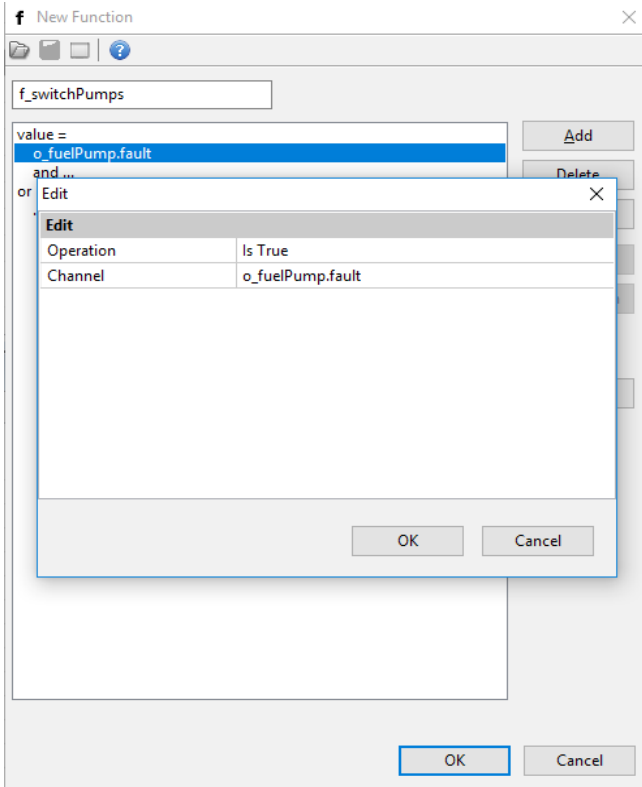 f New Function
f_switchPumps
value =
o_fuelPump.fault
and ...
or
Add
Delete
Edit
Edit
Operation Is True
Channel o_fuelPump.fault
OK Cancel
OK Cancel